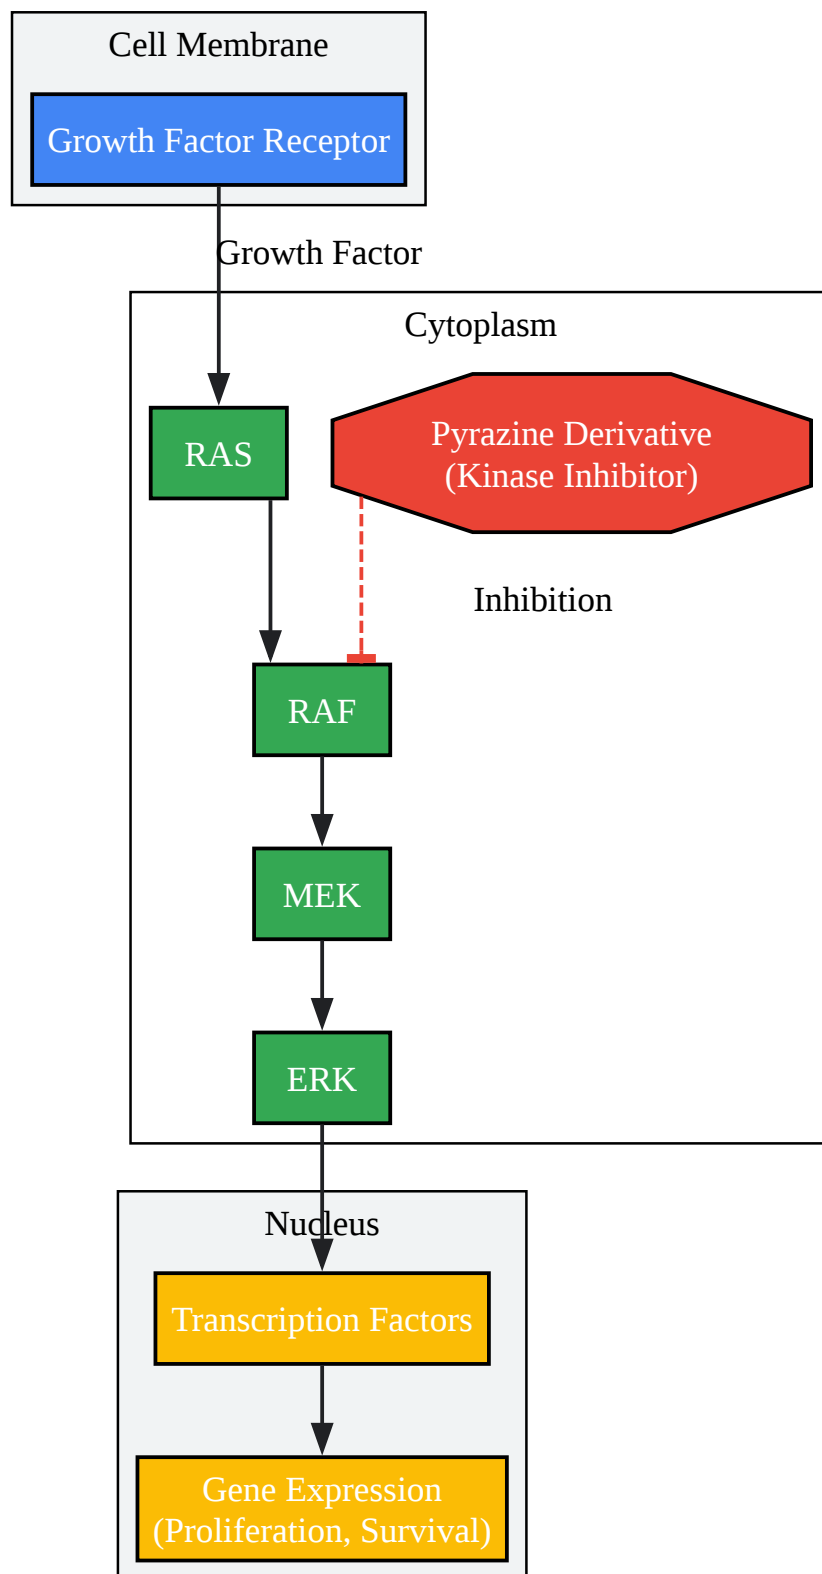 Cell Membrane
Growth Factor Receptor
Growth Factor
Cytoplasm
RAS
Pyrazine Derivative
(Kinase Inhibitor)
Inhibition
RAF
MEK
ERK
Nucleus
Transcription Factors
Gene Expression
(Proliferation, Survival)